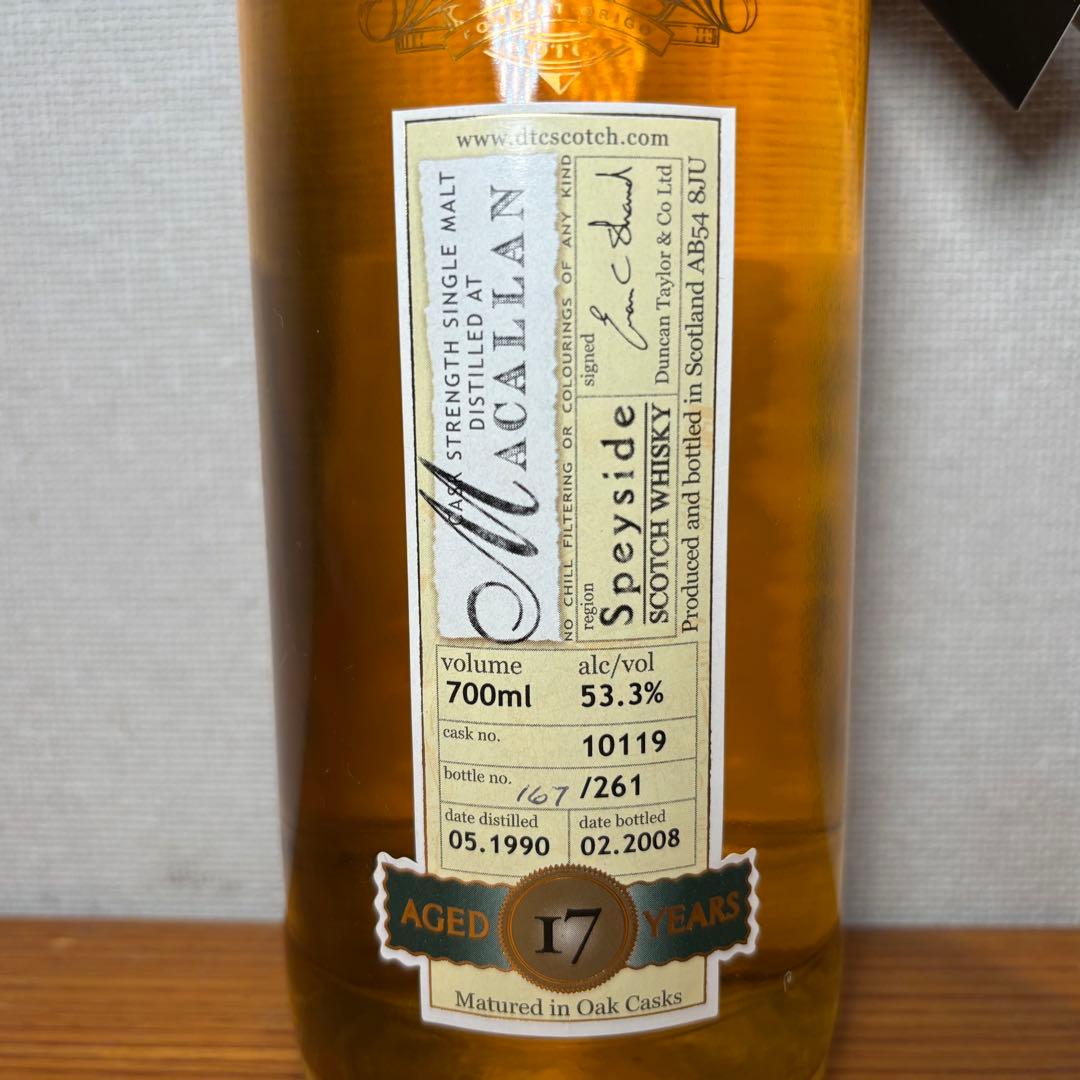 www.dtcscotch.com
CASK STRENGTH SINGLE MALT
DISTILLED AT
MACALLAN
NO CHILL FILTERING OR COLOURINGS OF ANY KIND
region
Speyside
SCOTCH WHISKY
signed
Euan C Shand
Duncan Taylor & Co Ltd
Produced and bottled in Scotland AB54 8JU
volume
700ml
alc/vol
53.3%
cask no.
10119
bottle no.
167 /261
date distilled
05.1990
date bottled
02.2008
AGED 17 YEARS
Matured in Oak Casks